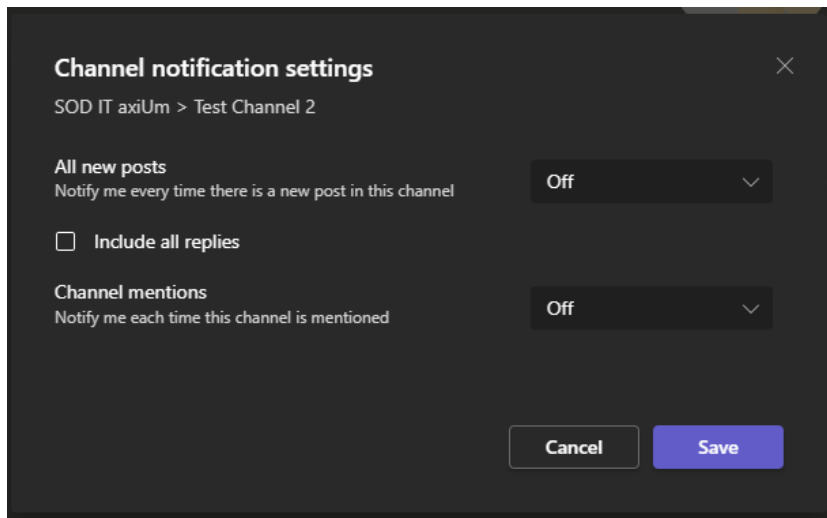 Channel notification settings
SOD IT axiUm > Test Channel 2
All new posts
Notify me every time there is a new post in this channel
Off
Include all replies
Channel mentions
Notify me each time this channel is mentioned
Off
Cancel
Save